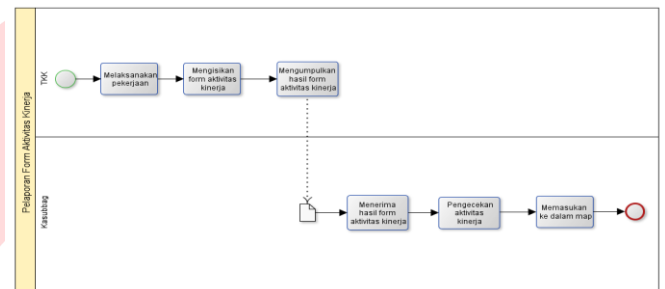 Pelaporan Form Aktivitas Kinerja
TKK
Melaksanakan
pekerjaan
Mengisikan
form aktivitas
kinerja
Mengumpulkan
hasil form
aktivitas kinerja
Kasubbag
Menerima
hasil form
aktivitas kinerja
Pengecekan
aktivitas
kinerja
Memasukan
ke dalam map